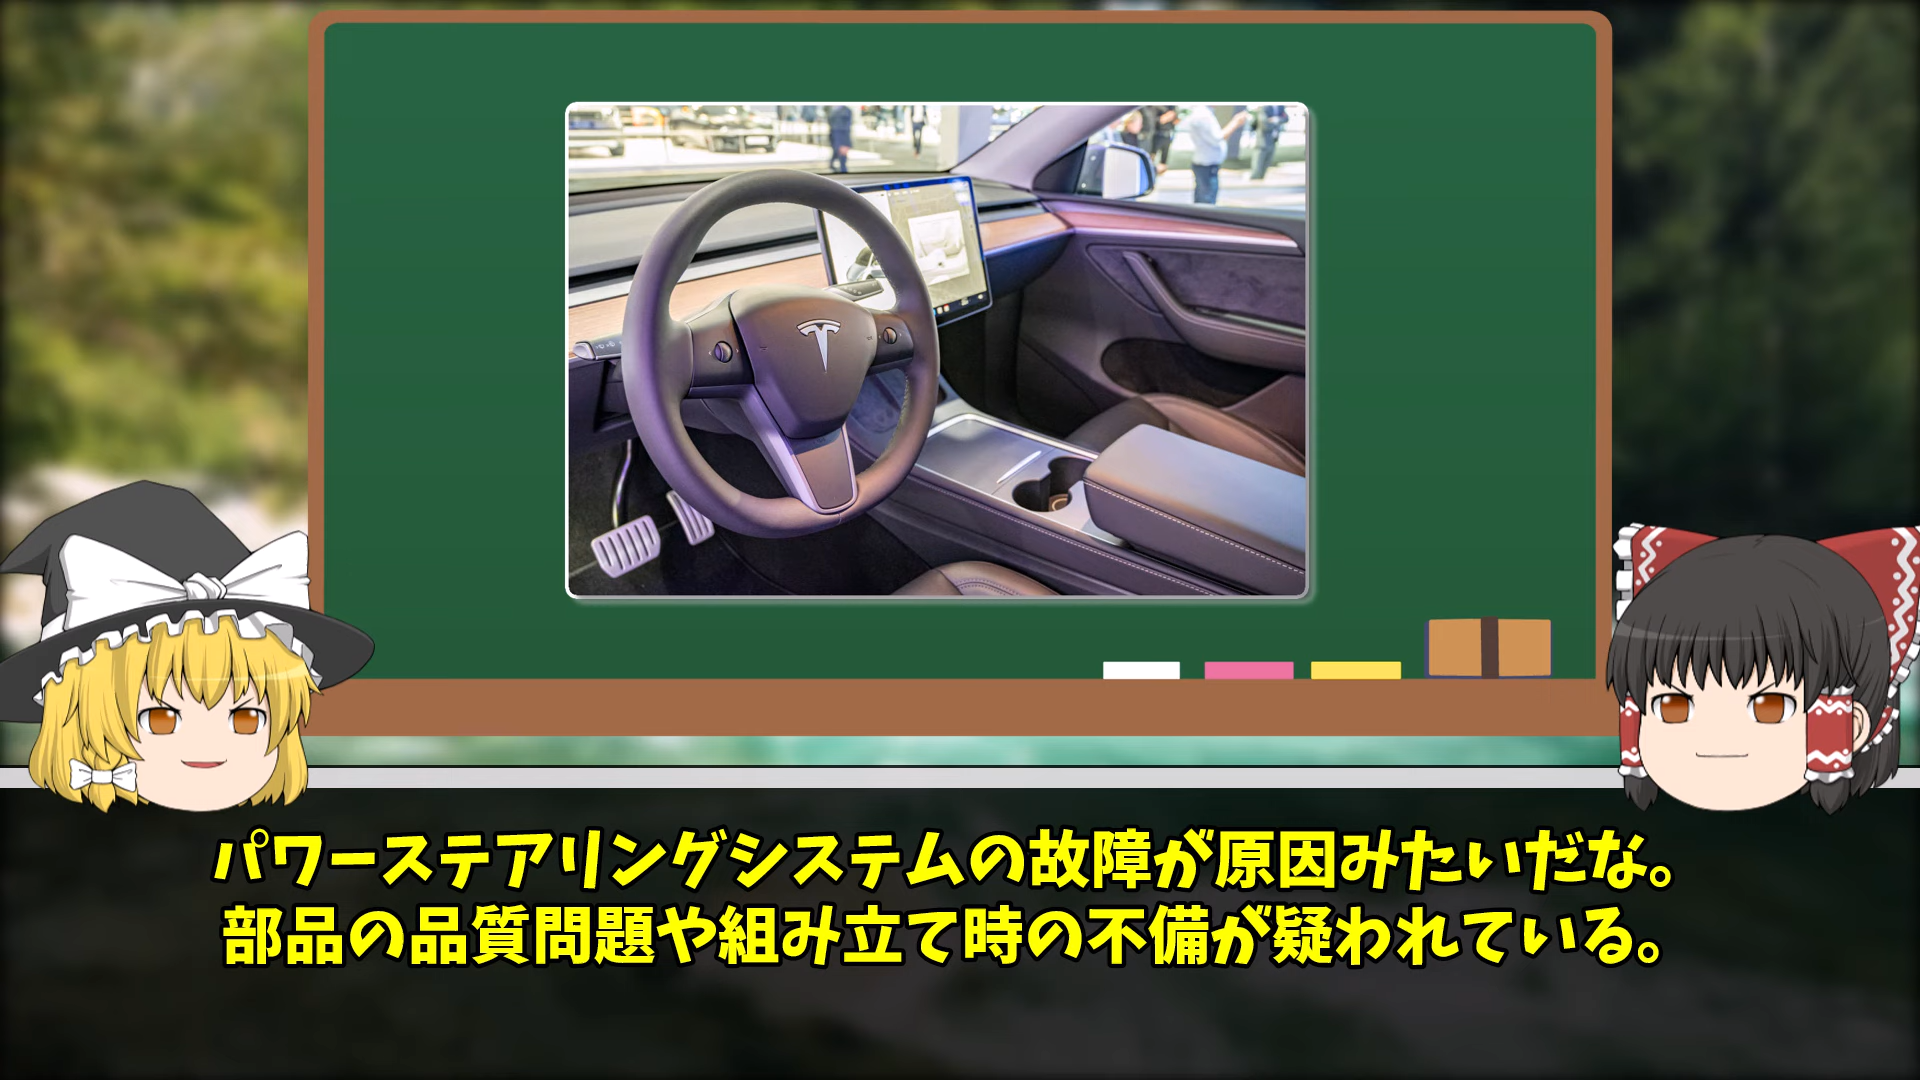 パワーステアリングシステムの故障が原因みたいだな。
部品の品質問題や組み立て時の不備が疑われている。